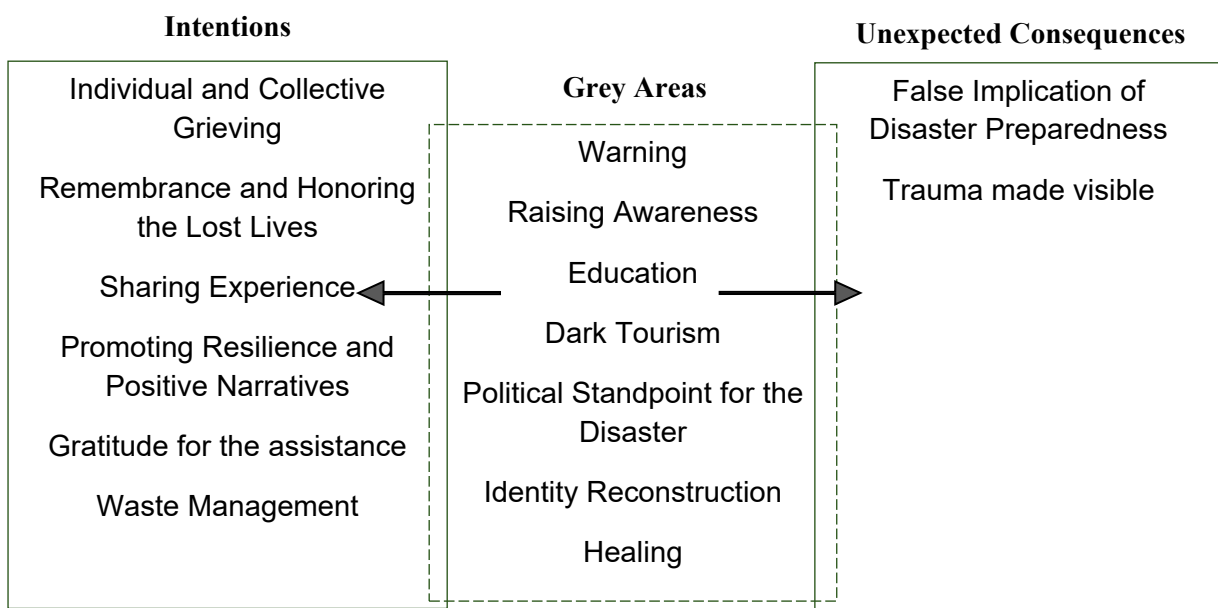 Intentions
Individual and Collective
Grieving
Remembrance and Honoring
the Lost Lives
Sharing Experience
Promoting Resilience and
Positive Narratives
Gratitude for the assistance
Waste Management
Grey Areas
Warning
Raising Awareness
Education
Dark Tourism
Political Standpoint for the
Disaster
Identity Reconstruction
Healing
Unexpected Consequences
False Implication of
Disaster Preparedness
Trauma made visible